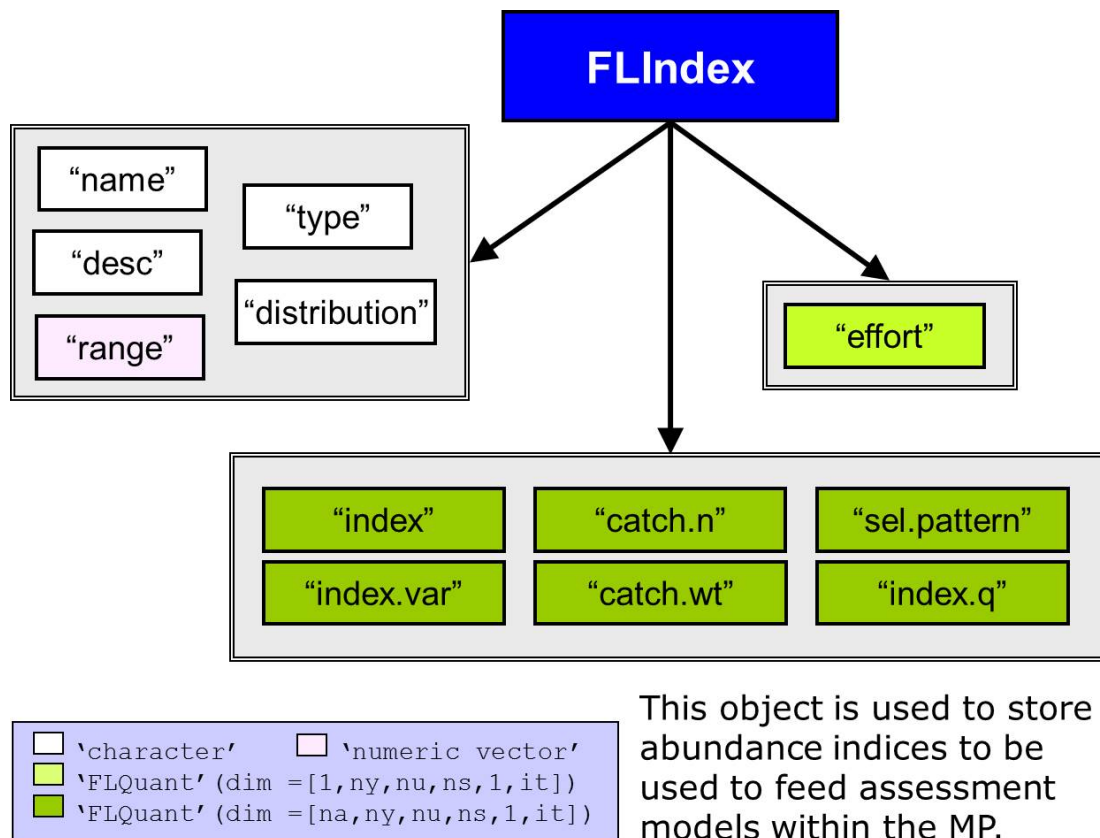 FLIndex
“name”
“type”
“desc”
“distribution”
“range”
“effort”
“index”
“catch.n”
“sel.pattern”
“index.var”
“catch.wt”
“index.q”
‘character’ ‘numeric vector’
‘FLQuant’(dim =[1,ny,nu,ns,1,it])
‘FLQuant’(dim =[na,ny,nu,ns,1,it])
This object is used to store
abundance indices to be
used to feed assessment
models within the MP.